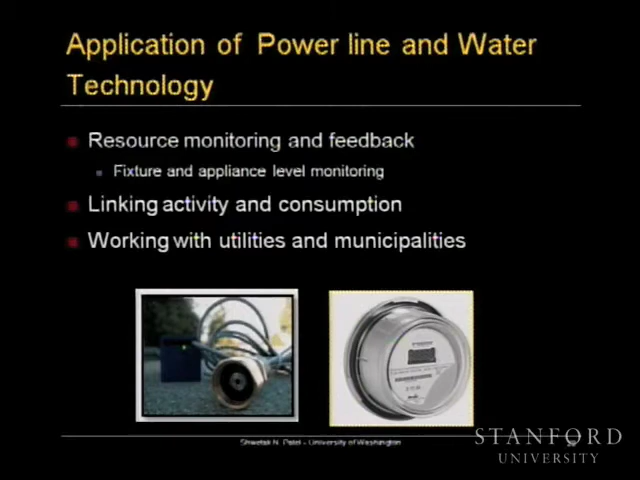 Application of Power line and Water
Technology
Resource monitoring and feedback
Fixture and appliance level monitoring
Linking activity and consumption
Working with utilities and municipalities
Shwetak N. Patel - University of Washington
STANFORD
UNIVERSITY